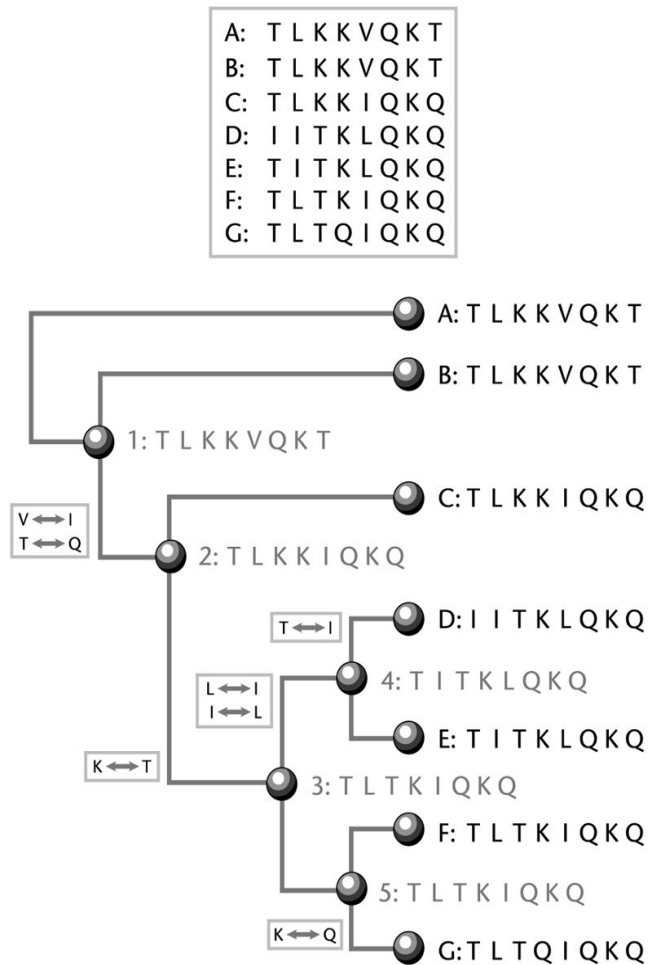 A: T L K K V Q K T
B: T L K K V Q K T
C: T L K K I Q K Q
D: I I T K L Q K Q
E: T I T K L Q K Q
F: T L T K I Q K Q
G: T L T Q I Q K Q
A: T L K K V Q K T
B: T L K K V Q K T
1: T L K K V Q K T
C: T L K K I Q K Q
V ↔ I
T ↔ Q
2: T L K K I Q K Q
T ↔ I
D: I I T K L Q K Q
L ↔ I
I ↔ L
4: T I T K L Q K Q
E: T I T K L Q K Q
K ↔ T
3: T L T K I Q K Q
F: T L T K I Q K Q
5: T L T K I Q K Q
K ↔ Q
G: T L T Q I Q K Q